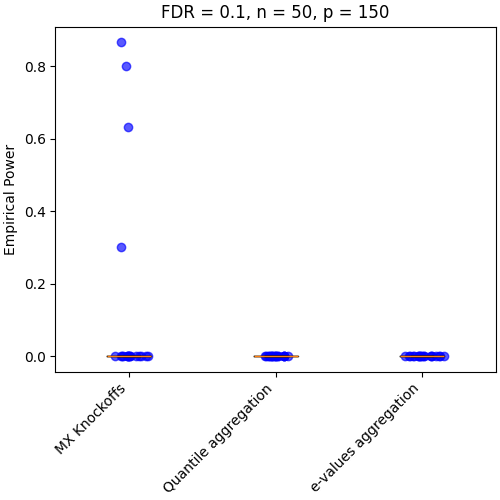 FDR = 0.1, n = 50, p = 150
Empirical Power
0.8
0.6
0.4
0.2
0.0
MX Knockoffs
Quantile aggregation
e-values aggregation